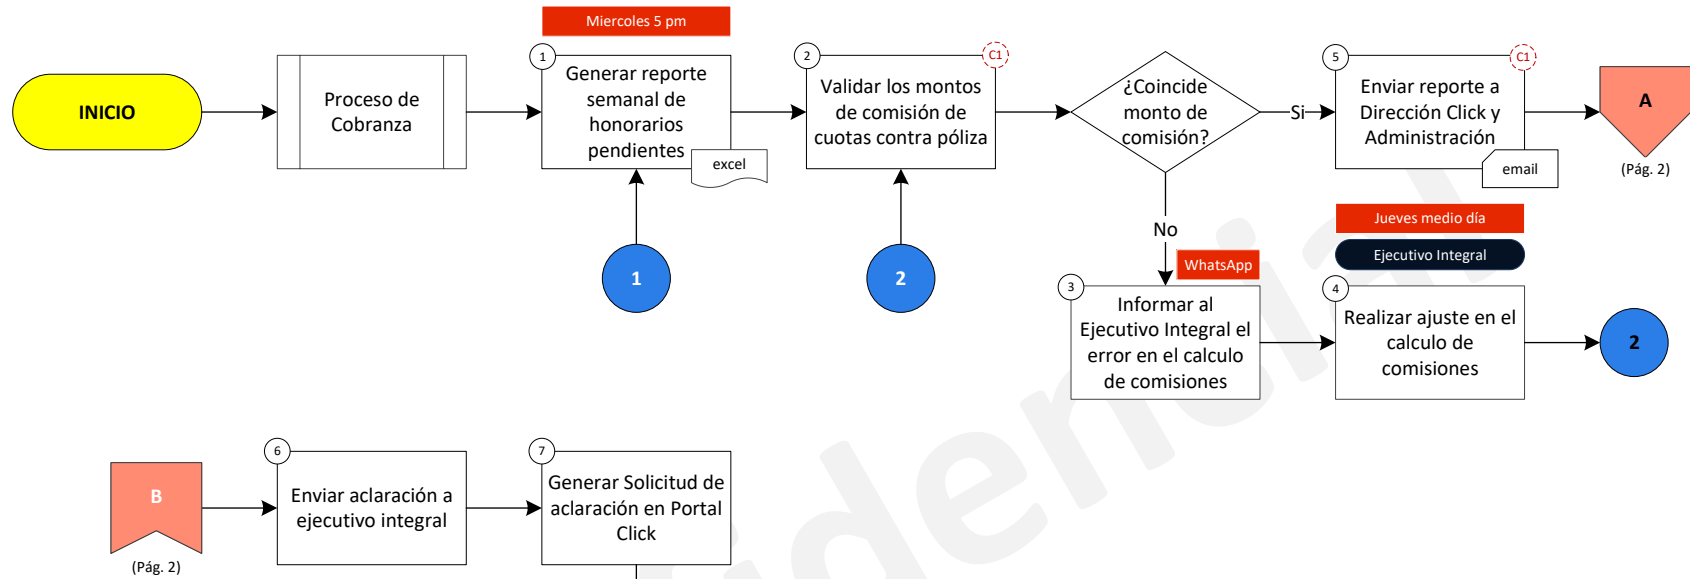 Miercoles 5 pm
INICIO
Proceso de
Cobranza
1
Generar reporte
semanal de
honorarios
pendientes
excel
2
C1
Validar los montos
de comisión de
cuotas contra póliza
¿Coincide
monto de
comisión?
Si
5
C1
Enviar reporte a
Dirección Click y
Administración
email
A
(Pág. 2)
1
2
No
WhatsApp
3
Informar al
Ejecutivo Integral el
error en el calculo
de comisiones
Jueves medio día
Ejecutivo Integral
4
Realizar ajuste en el
calculo de
comisiones
2
B
(Pág. 2)
6
Enviar aclaración a
ejecutivo integral
7
Generar Solicitud de
aclaración en Portal
Click
idencial